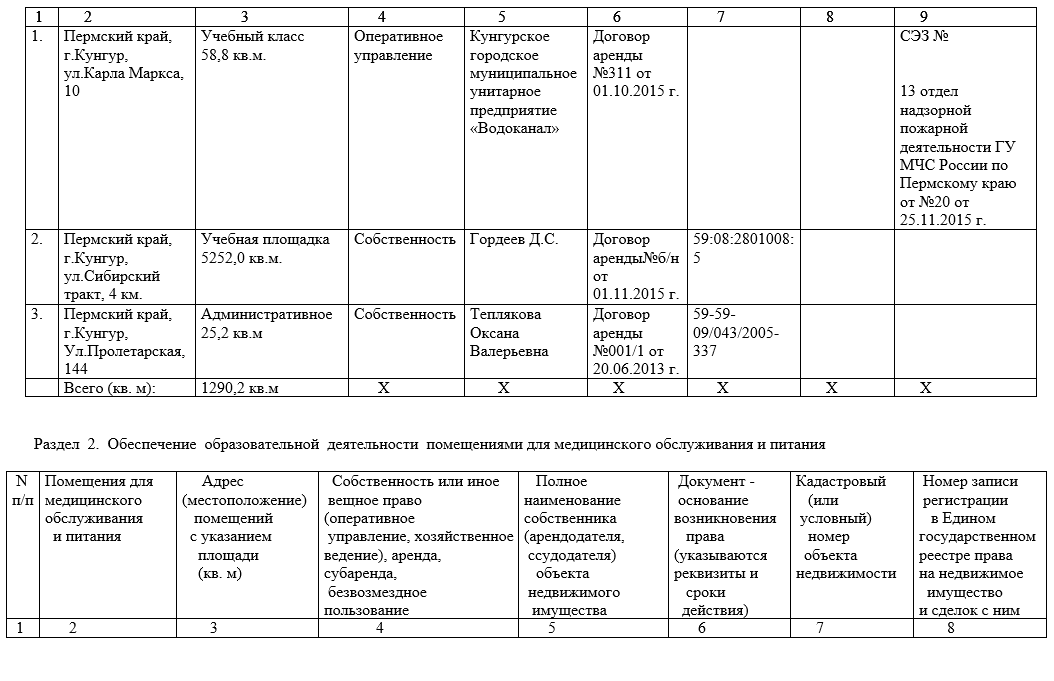 1 2 3 4 5 6 7 8 9
1.
Пермский край,
г.Кунгур,
ул.Карла Маркса,
10
Учебный класс
58,8 кв.м.
Оперативное
управление
Кунгурское
городское
муниципальное
унитарное
предприятие
«Водоканал»
Договор
аренды
№311 от
01.10.2015 г.
СЭЗ №
13 отдел
надзорной
пожарной
деятельности ГУ
МЧС России по
Пермскому краю
от №20 от
25.11.2015 г.
2.
Пермский край,
г.Кунгур,
ул.Сибирский
тракт, 4 км.
Учебная площадка
5252,0 кв.м.
Собственность
Гордеев Д.С.
Договор
аренды№б/н
от
01.11.2015 г.
59:08:2801008:
5
3.
Пермский край,
г.Кунгур,
Ул.Пролетарская,
144
Административное
25,2 кв.м
Собственность
Теплякова
Оксана
Валерьевна
Договор
аренды
№001/1 от
20.06.2013 г.
59-59-
09/043/2005-
337
Всего (кв. м): 1290,2 кв.м X X X X X X
Раздел 2. Обеспечение образовательной деятельности помещениями для медицинского обслуживания и питания
N
п/п
Помещения для
медицинского
обслуживания
и питания
Адрес
(местоположение)
помещений
с указанием
площади
(кв. м)
Собственность или иное
вещное право
(оперативное
управление, хозяйственное
ведение), аренда,
субаренда,
безвозмездное
пользование
Полное
наименование
собственника
(арендодателя,
ссудодателя)
объекта
недвижимого
имущества
Документ -
основание
возникновения
права
(указываются
реквизиты и
сроки
действия)
Кадастровый
(или
условный)
номер
объекта
недвижимости
Номер записи
регистрации
в Едином
государственном
реестре права
на недвижимое
имущество
и сделок с ним
1 2 3 4 5 6 7 8